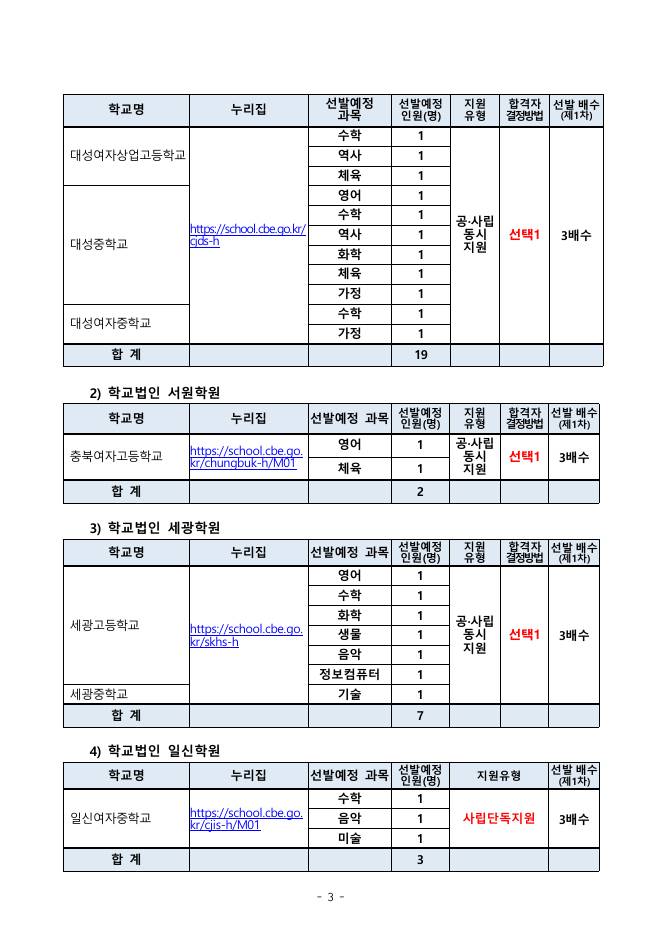 학교명 누리집 선발예정 과목 선발예정 인원(명) 지원 유형 합격자 결정방법 선발 배수 (제1차)
대성여자상업고등학교 https://school.cbe.go.kr/cjds-h 수학 1 공·사립 동시 지원 선택1 3배수
역사 1
체육 1
대성중학교 영어 1
수학 1
역사 1
화학 1
체육 1
가정 1
대성여자중학교 수학 1
가정 1
합 계 19
2) 학교법인 서원학원
학교명 누리집 선발예정 과목 선발예정 인원(명) 지원 유형 합격자 결정방법 선발 배수 (제1차)
충북여자고등학교 https://school.cbe.go.kr/chungbuk-h/M01 영어 1 공·사립 동시 지원 선택1 3배수
체육 1
합 계 2
3) 학교법인 세광학원
학교명 누리집 선발예정 과목 선발예정 인원(명) 지원 유형 합격자 결정방법 선발 배수 (제1차)
세광고등학교 https://school.cbe.go.kr/skhs-h 영어 1 공·사립 동시 지원 선택1 3배수
수학 1
화학 1
생물 1
음악 1
정보컴퓨터 1
세광중학교 기술 1
합 계 7
4) 학교법인 일신학원
학교명 누리집 선발예정 과목 선발예정 인원(명) 지원유형 선발 배수 (제1차)
일신여자중학교 https://school.cbe.go.kr/cjis-h/M01 수학 1 사립단독지원 3배수
음악 1
미술 1
합 계 3
- 3 -